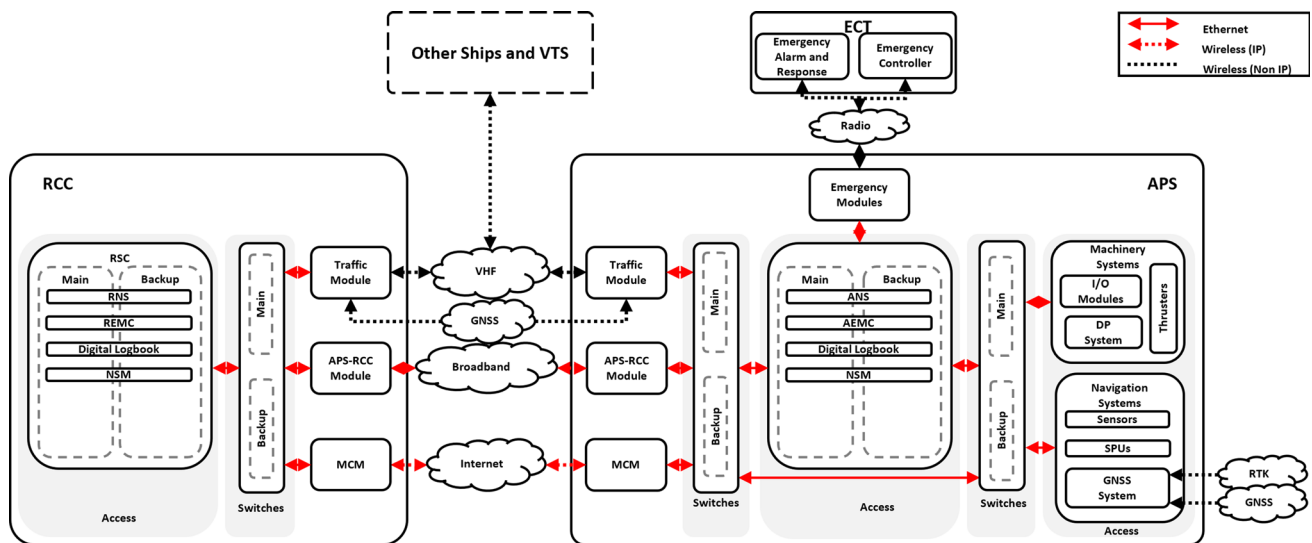 Other Ships and VTS
ECT
Emergency
Alarm and
Response
Emergency
Controller
Ethernet
Wireless (IP)
Wireless (Non IP)
Radio
RCC
RSC
Main
Backup
RNS
REMC
Digital Logbook
NSM
Access
Main
Backup
Switches
Traffic
Module
APS-RCC
Module
MCM
VHF
GNSS
Broadband
Internet
APS
Emergency
Modules
Traffic
Module
APS-RCC
Module
MCM
Main
Backup
Switches
Main
Backup
ANS
AEMC
Digital Logbook
NSM
Access
Main
Backup
Switches
Machinery
Systems
I/O
Modules
DP
System
Thrusters
Navigation
Systems
Sensors
SPUs
GNSS
System
Access
RTK
GNSS